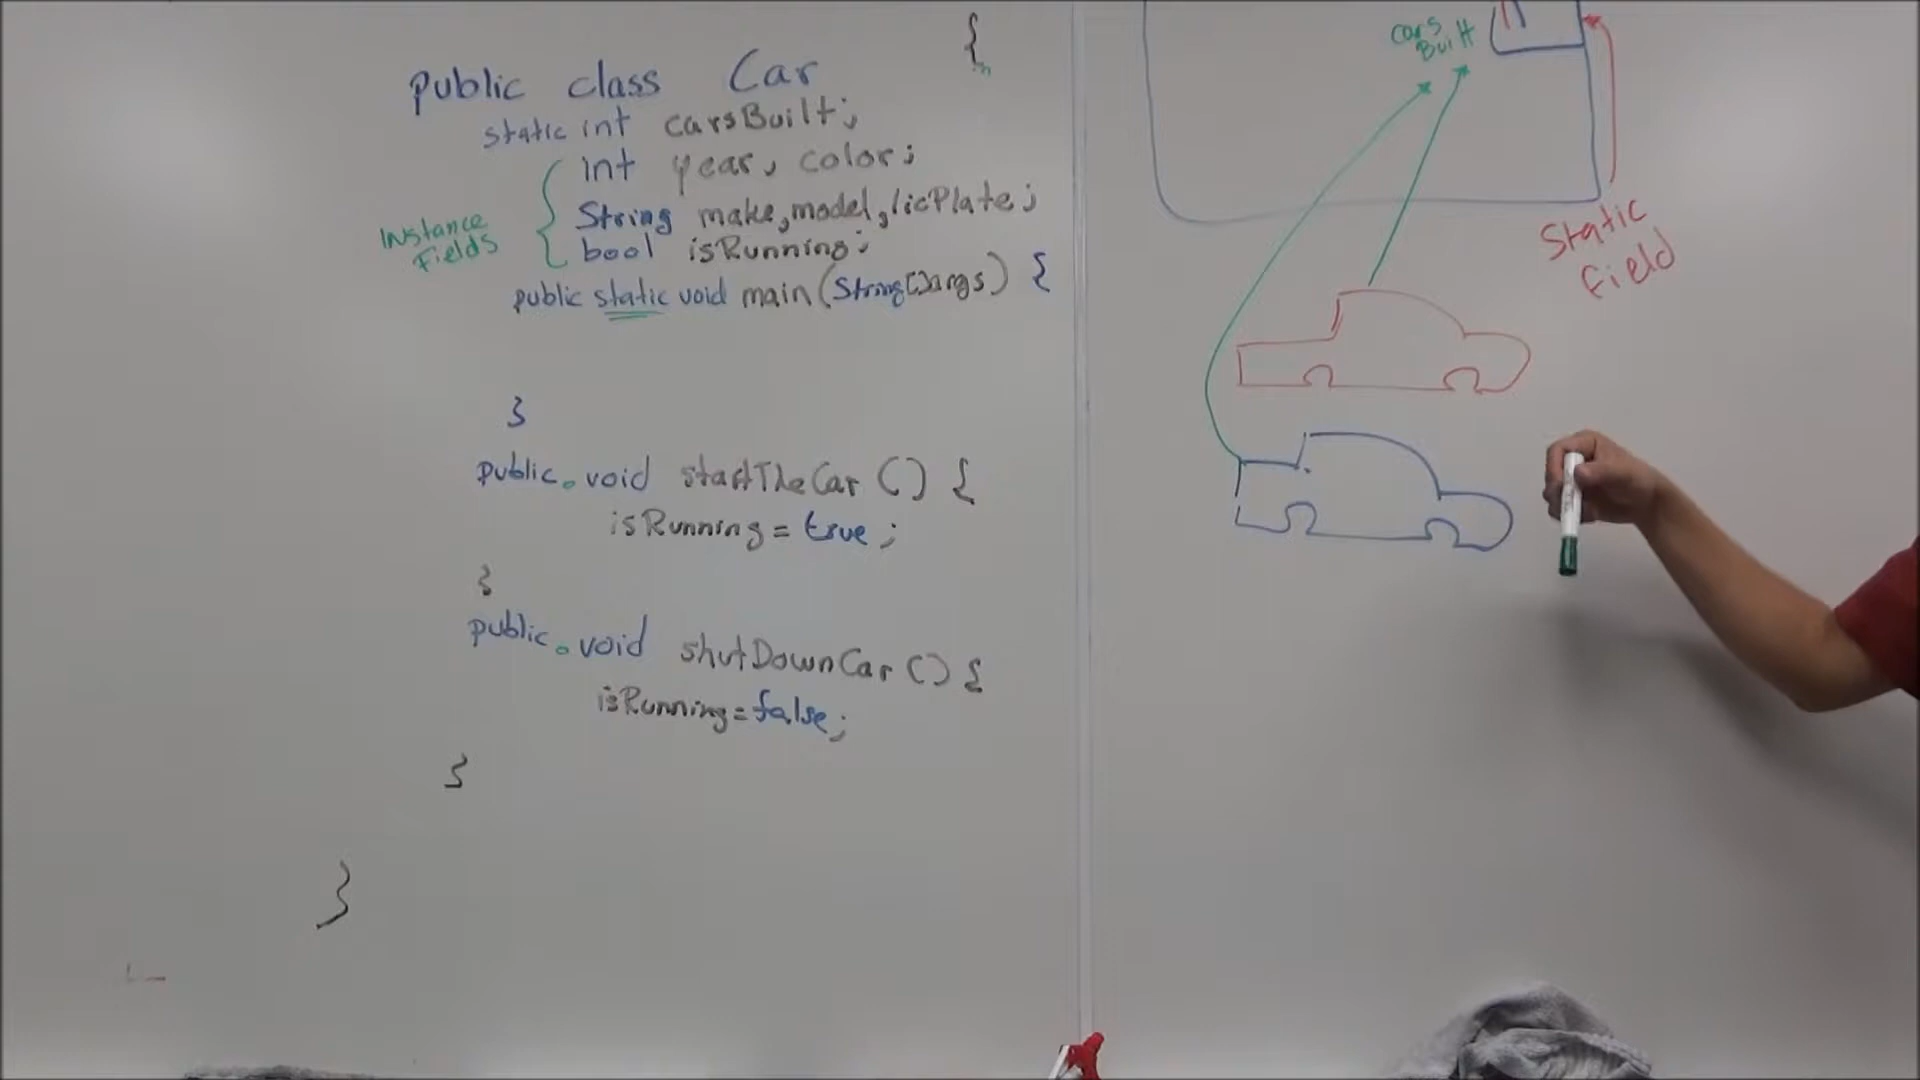 public class Car {
static int carsBuilt;
int year, color;
String make, model, licPlate;
bool isRunning;
Instance
Fields
public static void main(String[] args) {
}
public void startTheCar () {
isRunning = true;
}
public void shutDownCar () {
isRunning = false;
}
}
cars
Built
Static
field